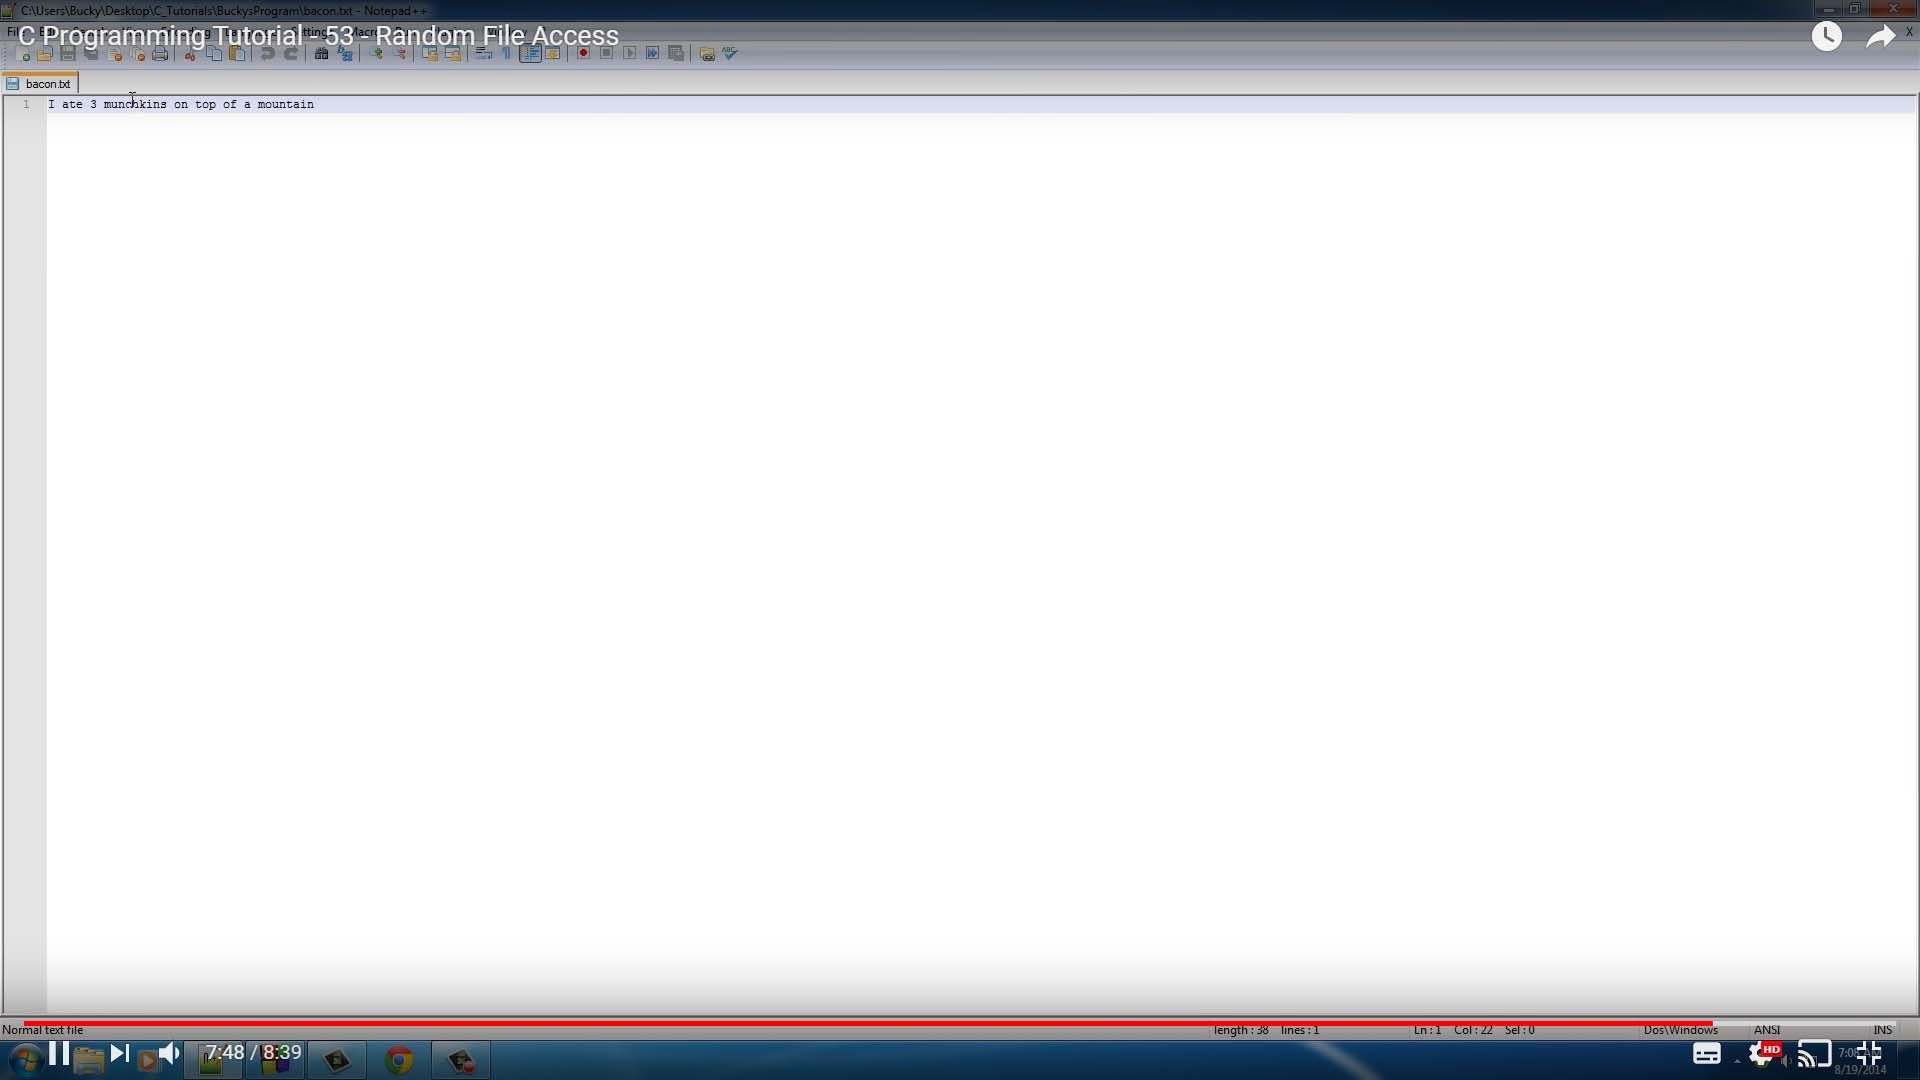 C:\Users\Bucky\Desktop\C_Tutorials\BuckysProgram\bacon.txt - Notepad++
C Programming Tutorial - 53 - Random File Access
bacon.txt
1 I ate 3 munchkins on top of a mountain
Normal text file length : 38 lines : 1 Ln : 1 Col : 22 Sel : 0 Dos\Windows ANSI INS
7:48 / 8:39 HD
8/19/2014